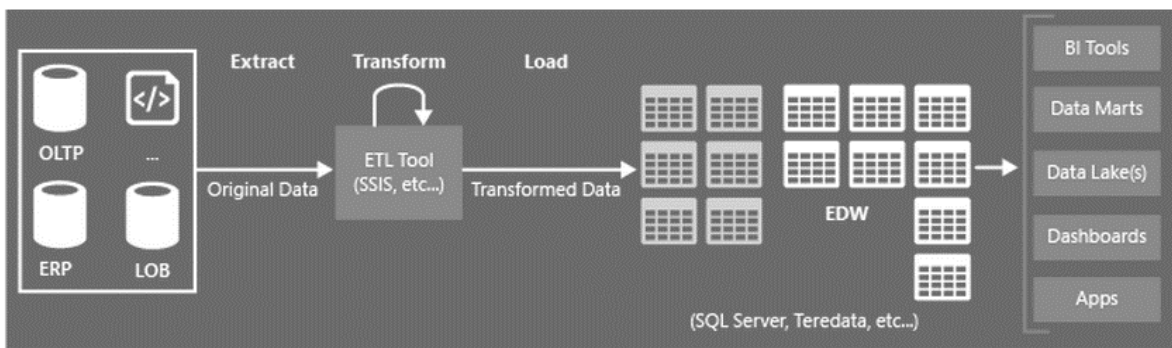 Extract
Transform
Load
OLTP
</>
...
ERP
LOB
Original Data
ETL Tool
(SSIS, etc...)
Transformed Data
EDW
(SQL Server, Teredata, etc...)
BI Tools
Data Marts
Data Lake(s)
Dashboards
Apps